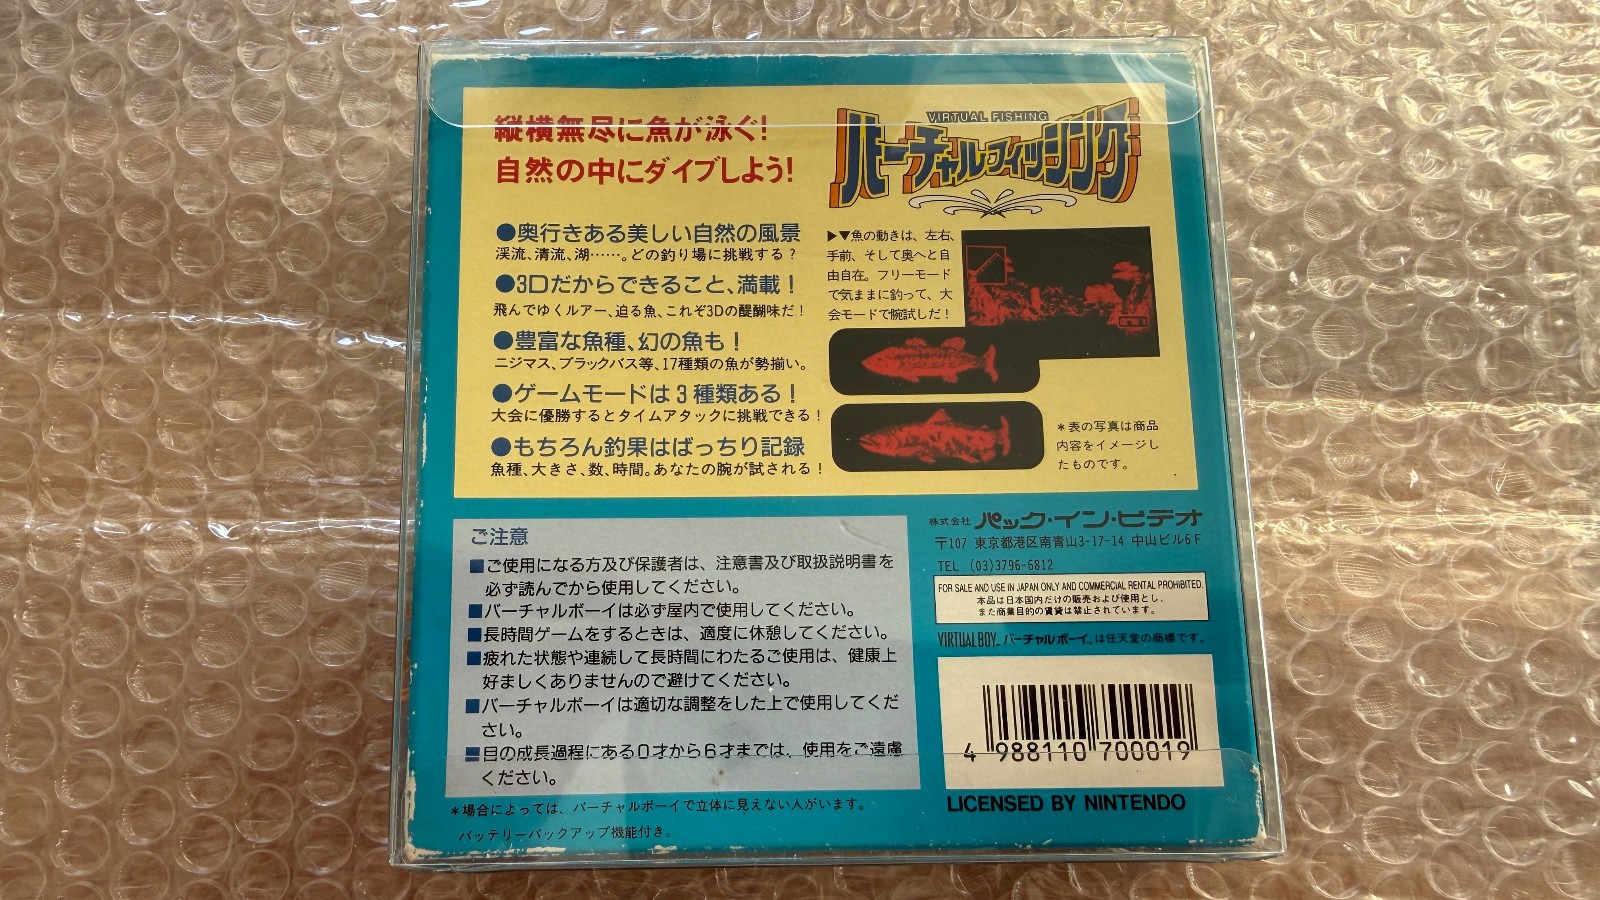 縦横無尽に魚が泳ぐ!
自然の中にダイブしよう!
●奥行きある美しい自然の風景
渓流、清流、湖……。どの釣り場に挑戦する？
●3Dだからできること、満載！
飛んでゆくルアー、迫る魚、これぞ3Dの醍醐味だ！
●豊富な魚種、幻の魚も！
ニジマス、ブラックバス等、17種類の魚が勢揃い。
●ゲームモードは3種類ある！
大会に優勝するとタイムアタックに挑戦できる！
●もちろん釣果はばっちり記録
魚種、大きさ、数、時間。あなたの腕が試される！
VIRTUAL FISHING
バーチャルフィッシング
▶▼魚の動きは、左右、
手前、そして奥へと自
由自在。フリーモード
で気ままに釣って、大
会モードで腕試しだ！
＊表の写真は商品
内容をイメージし
たものです。
ご注意
■ご使用になる方及び保護者は、注意書及び取扱説明書を
必ず読んでから使用してください。
■バーチャルボーイは必ず屋内で使用してください。
■長時間ゲームをするときは、適度に休憩してください。
■疲れた状態や連続して長時間にわたるご使用は、健康上
好ましくありませんので避けてください。
■バーチャルボーイは適切な調整をした上で使用してくだ
さい。
■目の成長過程にある0才から6才までは、使用をご遠慮
ください。
＊場合によっては、バーチャルボーイで立体に見えない人がいます。
バッテリーバックアップ機能付き。
株式会社 パック・イン・ビデオ
〒107 東京都港区南青山3-17-14 中山ビル6F
TEL (03)3796-6812
FOR SALE AND USE IN JAPAN ONLY AND COMMERCIAL RENTAL PROHIBITED.
本品は日本国内だけの販売および使用とし、
また商業目的の賃貸は禁止されています。
VIRTUAL BOY™ バーチャルボーイ™は任天堂の商標です。
4 988110 700019
LICENSED BY NINTENDO